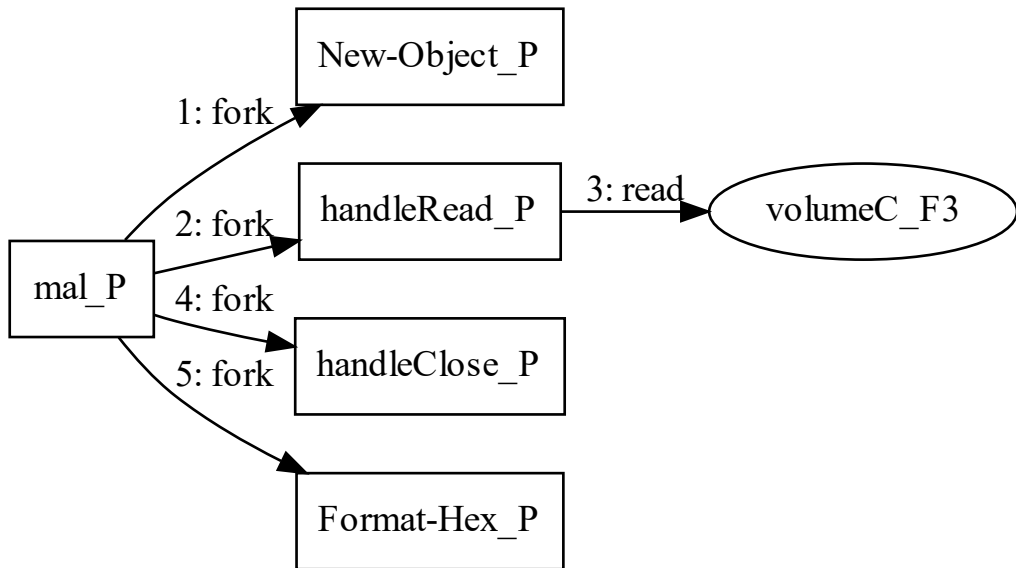 New-Object_P
1: fork
handleRead_P
3: read
volumeC_F3
2: fork
mal_P
4: fork
handleClose_P
5: fork
Format-Hex_P